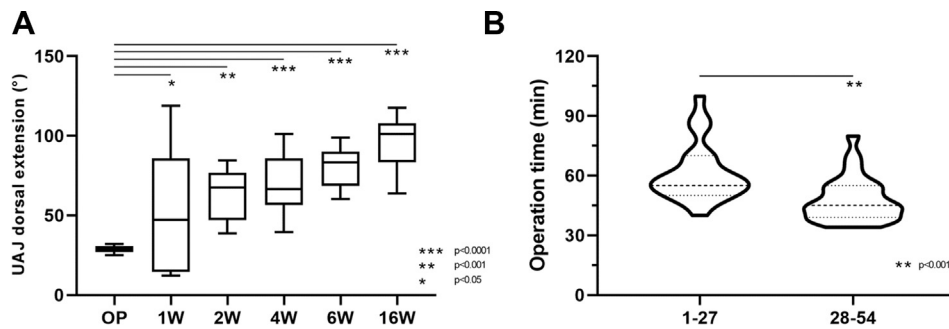 A
UAJ dorsal extension (°)
150
100
50
0
OP 1W 2W 4W 6W 16W
*
**
***
***
***
*** p<0.0001
** p<0.001
* p<0.05
B
Operation time (min)
120
90
60
30
0
1-27 28-54
**
** p<0.001